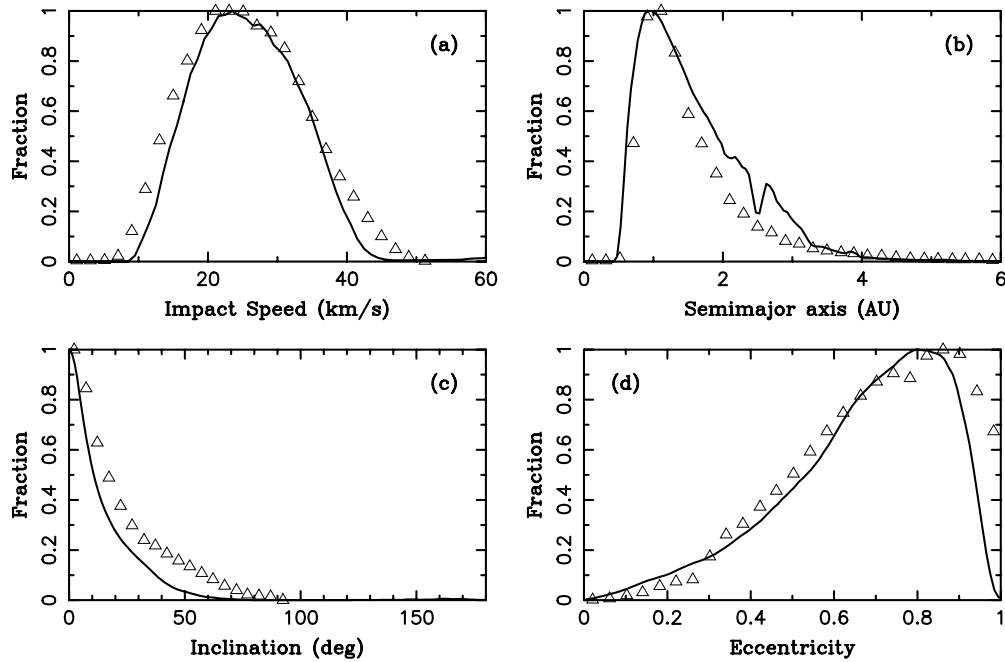 1
0.8
0.6
0.4
0.2
0
Fraction
(a)
0 20 40 60
Impact Speed (km/s)
1
0.8
0.6
0.4
0.2
0
Fraction
(b)
0 2 4 6
Semimajor axis (AU)
1
0.8
0.6
0.4
0.2
0
Fraction
(c)
0 50 100 150
Inclination (deg)
1
0.8
0.6
0.4
0.2
0
Fraction
(d)
0 0.2 0.4 0.6 0.8 1
Eccentricity